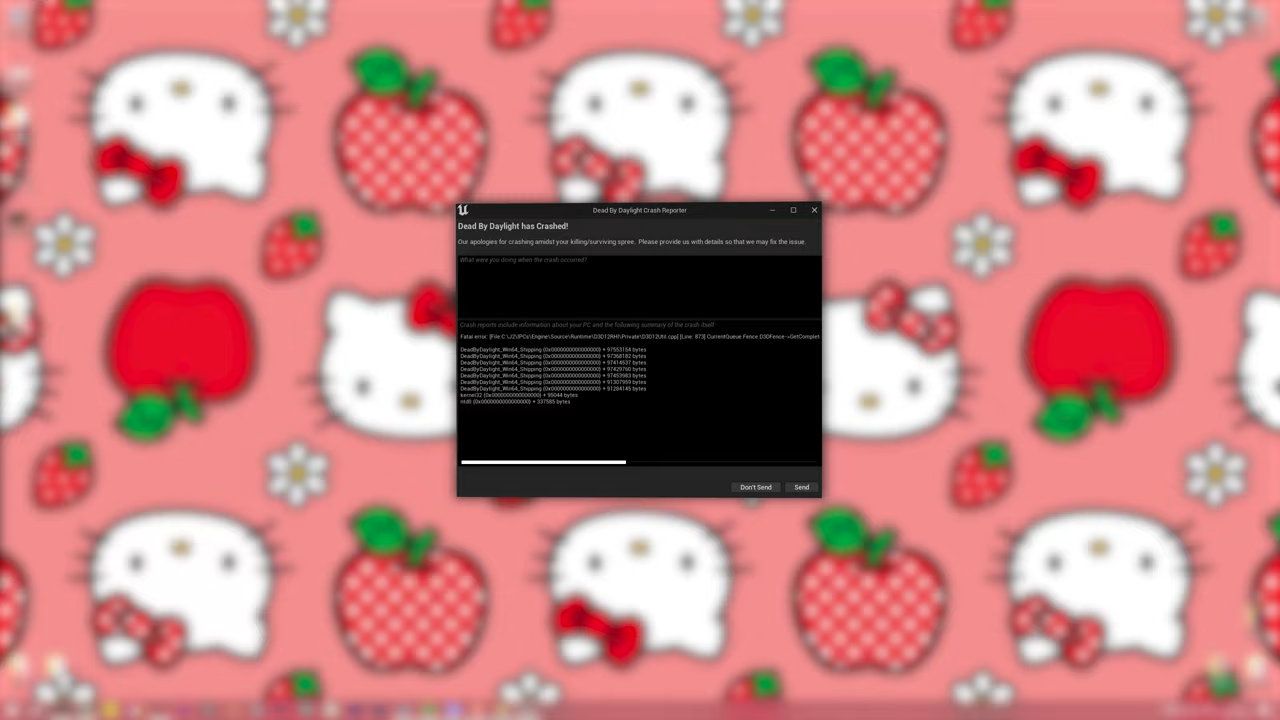 Dead By Daylight Crash Reporter
Dead By Daylight has Crashed!
Our apologies for crashing amidst your killing/surviving spree. Please provide us with details so that we may fix the issue.
What were you doing when the crash occurred?
Crash reports include information about your PC and the following summary of the crash itself
Fatal error: [File:C:\J2\IPCs\Engine\Source\Runtime\D3D12RHI\Private\D3D12Util.cpp] [Line: 873] CurrentQueue.Fence.D3DFence->GetComplet
DeadByDaylight_Win64_Shipping {0x0000000000000000} + 97553154 bytes
DeadByDaylight_Win64_Shipping {0x0000000000000000} + 97368182 bytes
DeadByDaylight_Win64_Shipping {0x0000000000000000} + 97414537 bytes
DeadByDaylight_Win64_Shipping {0x0000000000000000} + 97429760 bytes
DeadByDaylight_Win64_Shipping {0x0000000000000000} + 97453983 bytes
DeadByDaylight_Win64_Shipping {0x0000000000000000} + 91307959 bytes
DeadByDaylight_Win64_Shipping {0x0000000000000000} + 91284145 bytes
kernel32 {0x0000000000000000} + 95044 bytes
ntdll {0x0000000000000000} + 337585 bytes
Don't Send
Send